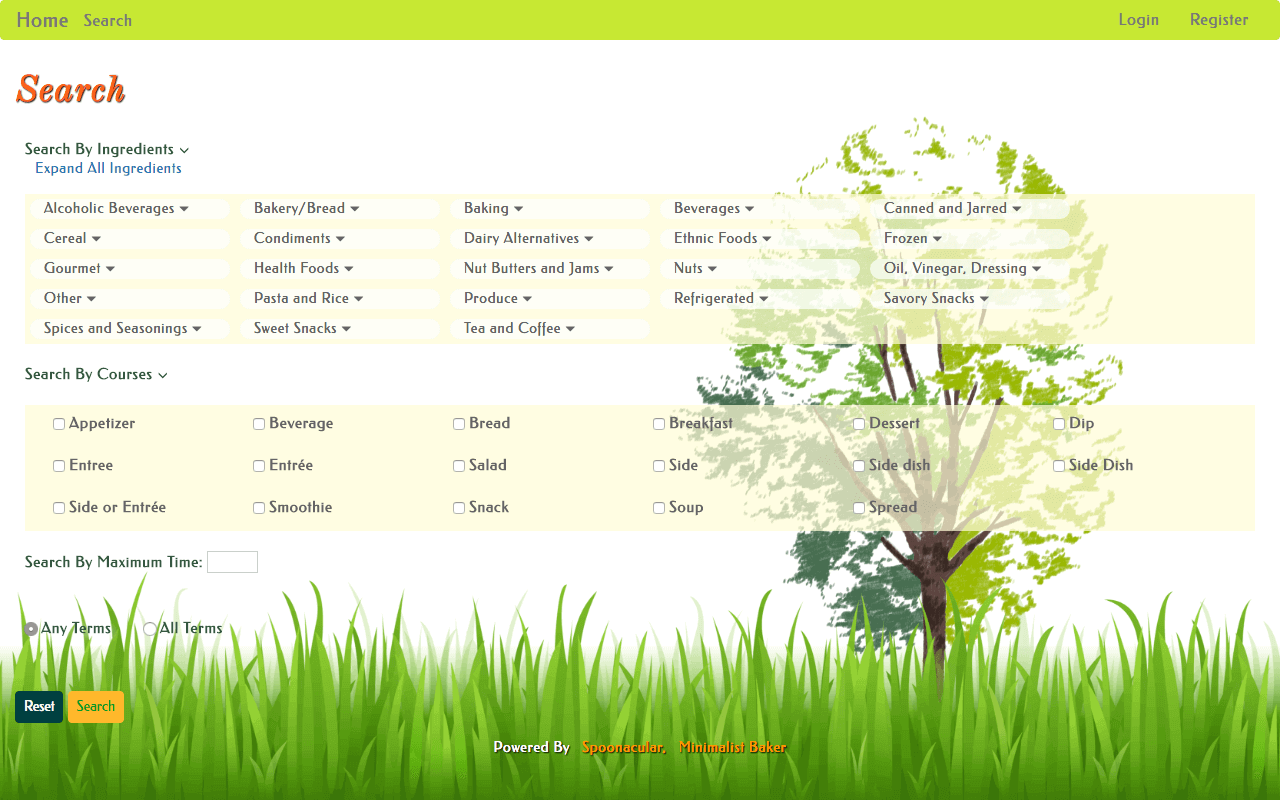 Home Search Login Register
Search
Search By Ingredients
Expand All Ingredients
Alcoholic Beverages Bakery/Bread Baking Beverages Canned and Jarred
Cereal Condiments Dairy Alternatives Ethnic Foods Frozen
Gourmet Health Foods Nut Butters and Jams Nuts Oil, Vinegar, Dressing
Other Pasta and Rice Produce Refrigerated Savory Snacks
Spices and Seasonings Sweet Snacks Tea and Coffee
Search By Courses
Appetizer Beverage Bread Breakfast Dessert Dip
Entree Entrée Salad Side Side dish Side Dish
Side or Entrée Smoothie Snack Soup Spread
Search By Maximum Time:
Any Terms All Terms
Reset Search
Powered By Spoonacular, Minimalist Baker